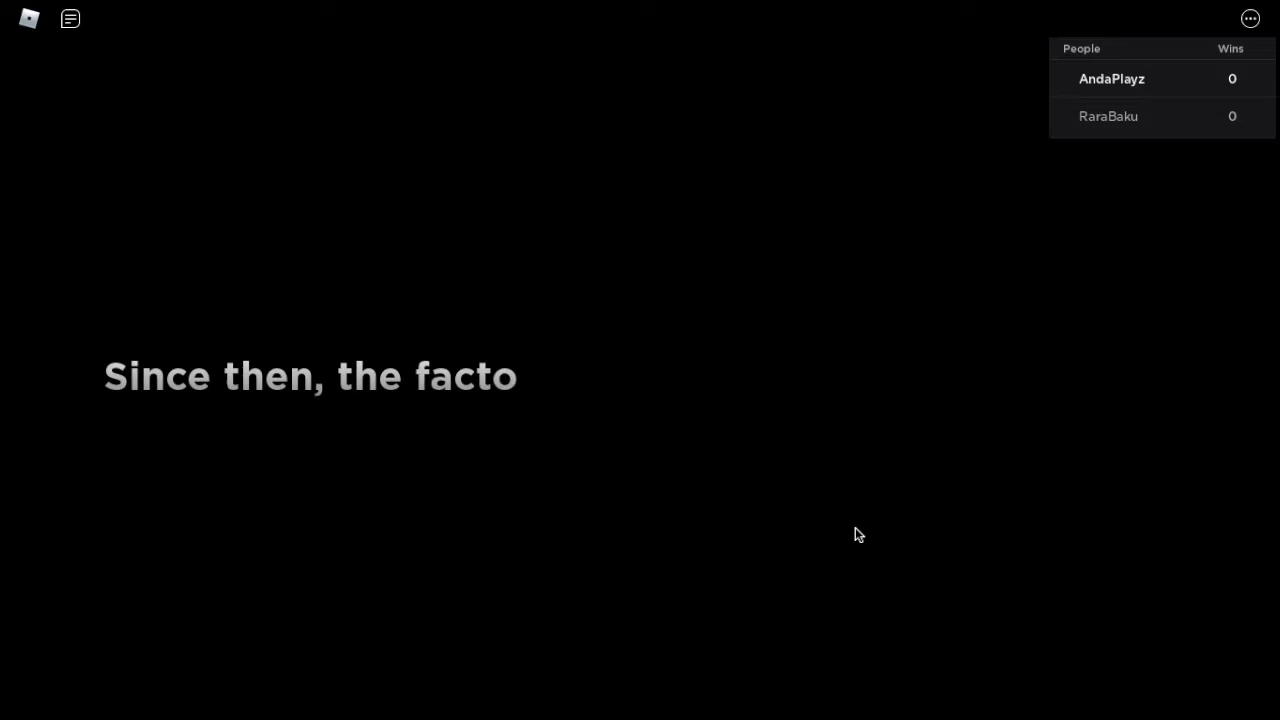 People Wins
AndaPlayz 0
RaraBaku 0
Since then, the facto